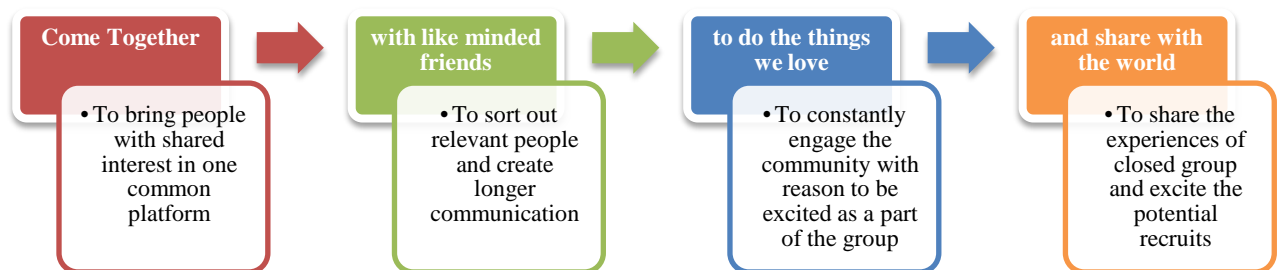 Come Together
• To bring people
with shared
interest in one
common
platform
with like minded
friends
• To sort out
relevant people
and create
longer
communication
to do the things
we love
• To constantly
engage the
community with
reason to be
excited as a part
of the group
and share with
the world
• To share the
experiences of
closed group
and excite the
potential
recruits